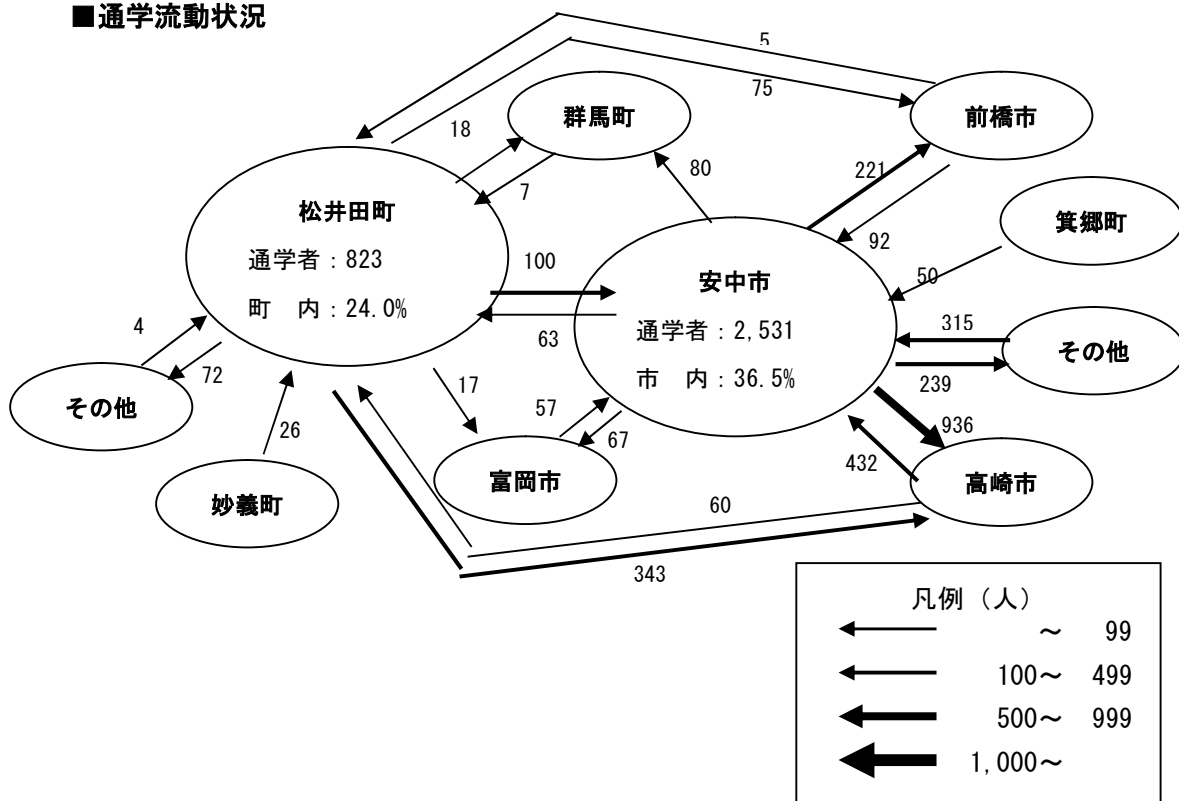 ■通学流動状況
5
75
群馬町
前橋市
18
7
80
221
92
箕郷町
50
松井田町
通学者：823
町　内：24.0%
100
63
安中市
通学者：2,531
市　内：36.5%
315
その他
239
4
72
その他
26
妙義町
17
57
67
富岡市
936
432
高崎市
60
343
凡例（人）
～　99
100～　499
500～　999
1,000～